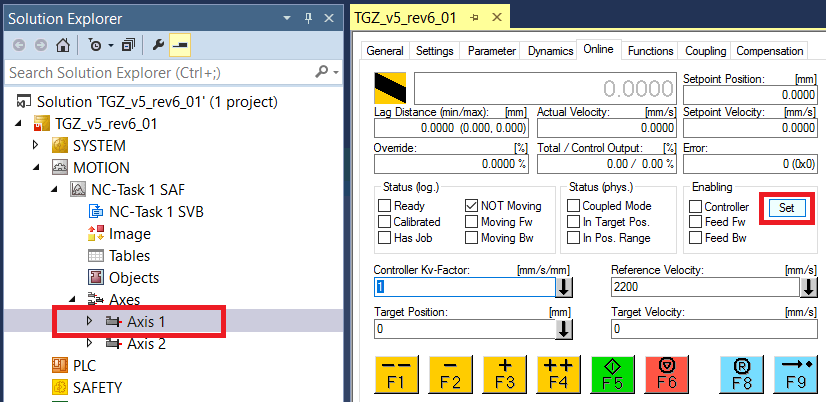 Solution Explorer
Search Solution Explorer (Ctrl+;)
Solution 'TGZ_v5_rev6_01' (1 project)
TGZ_v5_rev6_01
SYSTEM
MOTION
NC-Task 1 SAF
NC-Task 1 SVB
Image
Tables
Objects
Axes
Axis 1
Axis 2
PLC
SAFETY
TGZ_v5_rev6_01
General Settings Parameter Dynamics Online Functions Coupling Compensation
0.0000
Setpoint Position: [mm]
0.0000
Lag Distance (min/max): [mm] Actual Velocity: [mm/s] Setpoint Velocity: [mm/s]
0.0000 (0.000, 0.000) 0.0000 0.0000
Override: [%] Total / Control Output: [%] Error:
0.0000 % 0.00 / 0.00 % 0 (0x0)
Status (log.) Status (phys.) Enabling
Ready NOT Moving Coupled Mode Controller Set
Calibrated Moving Fw In Target Pos. Feed Fw
Has Job Moving Bw In Pos. Range Feed Bw
Controller Kv-Factor: [mm/s/mm] Reference Velocity: [mm/s]
1 2200
Target Position: [mm] Target Velocity: [mm/s]
0 0
− − − + + + R
F1 F2 F3 F4 F5 F6 F8 F9